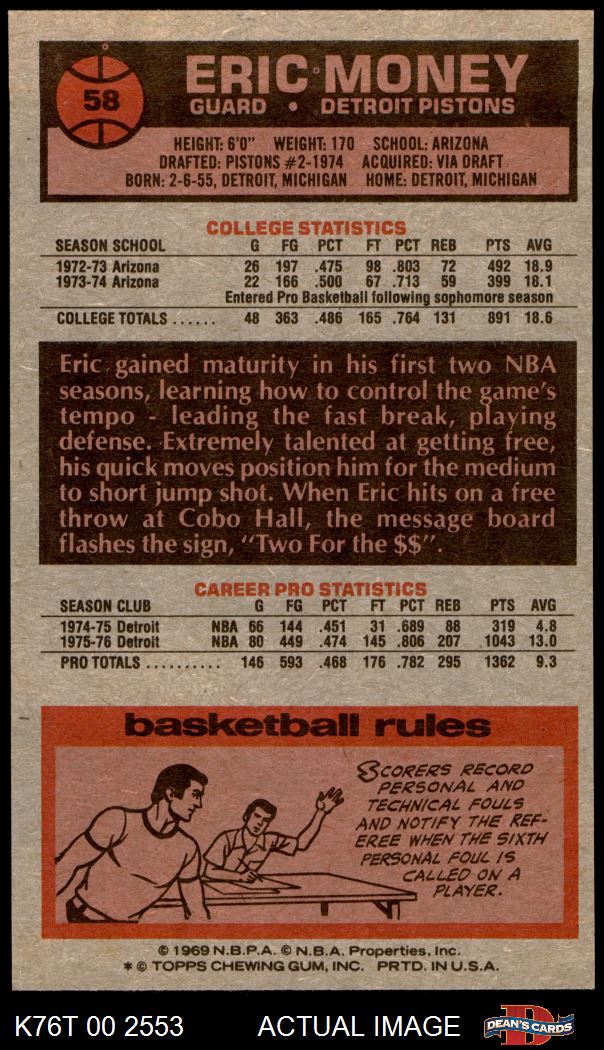 58
ERIC MONEY
GUARD • DETROIT PISTONS
HEIGHT: 6'0" WEIGHT: 170 SCHOOL: ARIZONA
DRAFTED: PISTONS #2-1974 ACQUIRED: VIA DRAFT
BORN: 2-6-55, DETROIT, MICHIGAN HOME: DETROIT, MICHIGAN
COLLEGE STATISTICS
SEASON SCHOOL G FG PCT FT PCT REB PTS AVG
1972-73 Arizona 26 197 .475 98 .803 72 492 18.9
1973-74 Arizona 22 166 .500 67 .713 59 399 18.1
Entered Pro Basketball following sophomore season
COLLEGE TOTALS ...... 48 363 .486 165 .764 131 891 18.6
Eric gained maturity in his first two NBA
seasons, learning how to control the game's
tempo - leading the fast break, playing
defense. Extremely talented at getting free,
his quick moves position him for the medium
to short jump shot. When Eric hits on a free
throw at Cobo Hall, the message board
flashes the sign, "Two For the $$".
CAREER PRO STATISTICS
SEASON CLUB G FG PCT FT PCT REB PTS AVG
1974-75 Detroit NBA 66 144 .451 31 .689 88 319 4.8
1975-76 Detroit NBA 80 449 .474 145 .806 207 1043 13.0
PRO TOTALS .......... 146 593 .468 176 .782 295 1362 9.3
basketball rules
SCORERS RECORD
PERSONAL AND
TECHNICAL FOULS
AND NOTIFY THE REF-
EREE WHEN THE SIXTH
PERSONAL FOUL IS
CALLED ON A
PLAYER.
© 1969 N.B.P.A. © N.B.A. Properties, Inc.
* © TOPPS CHEWING GUM, INC. PRTD. IN U.S.A.
K76T 00 2553 ACTUAL IMAGE
D
DEAN'S CARDS